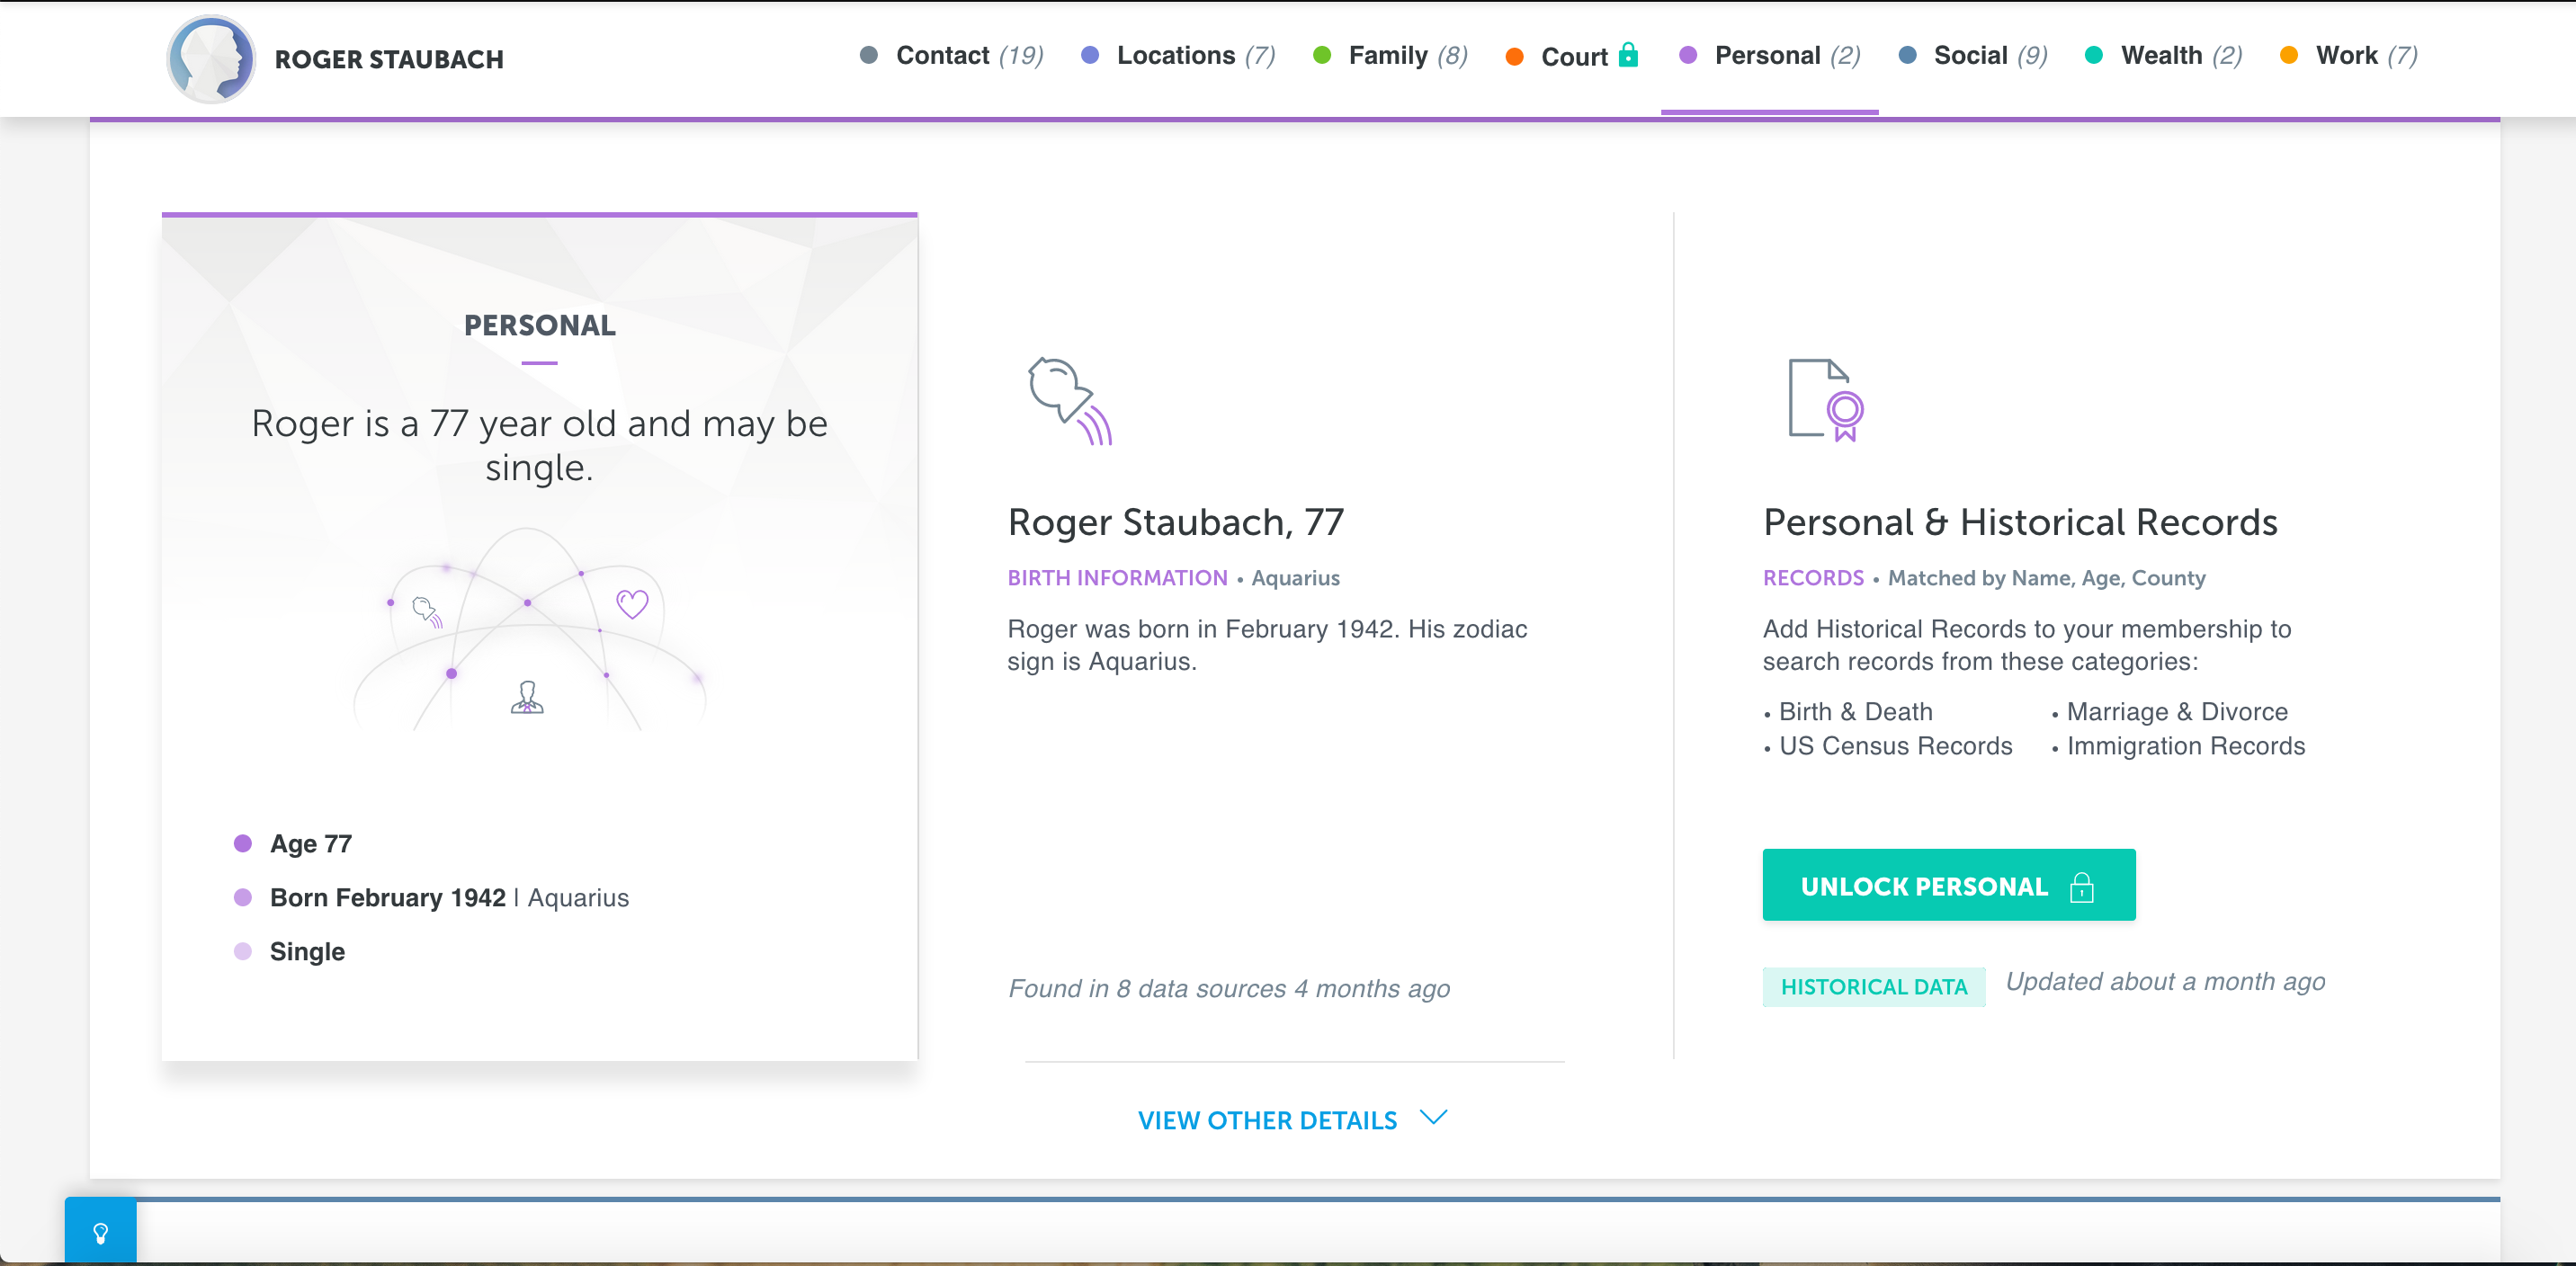 ROGER STAUBACH
Contact (19)
Locations (7)
Family (8)
Court
Personal (2)
Social (9)
Wealth (2)
Work (7)
PERSONAL
Roger is a 77 year old and may be
single.
Age 77
Born February 1942 | Aquarius
Single
Roger Staubach, 77
BIRTH INFORMATION • Aquarius
Roger was born in February 1942. His zodiac
sign is Aquarius.
Found in 8 data sources 4 months ago
Personal & Historical Records
RECORDS • Matched by Name, Age, County
Add Historical Records to your membership to
search records from these categories:
• Birth & Death
• Marriage & Divorce
• US Census Records
• Immigration Records
UNLOCK PERSONAL
HISTORICAL DATA
Updated about a month ago
VIEW OTHER DETAILS